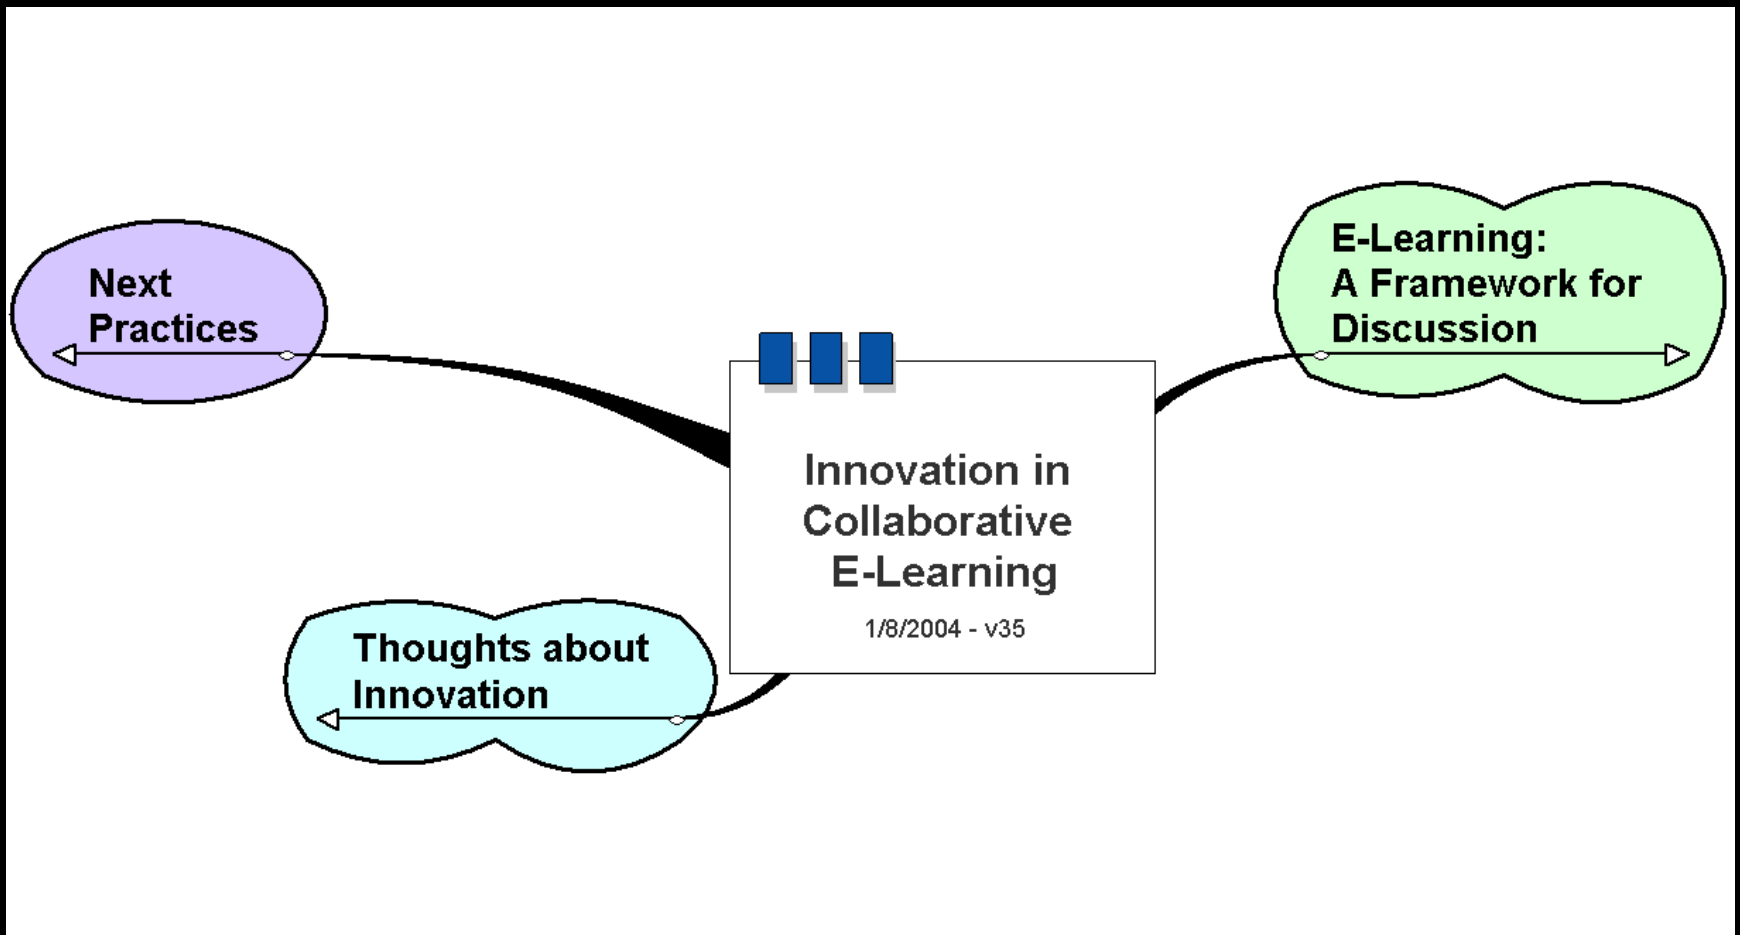 Next
Practices
E-Learning:
A Framework for
Discussion
Innovation in
Collaborative
E-Learning
1/8/2004 - v35
Thoughts about
Innovation